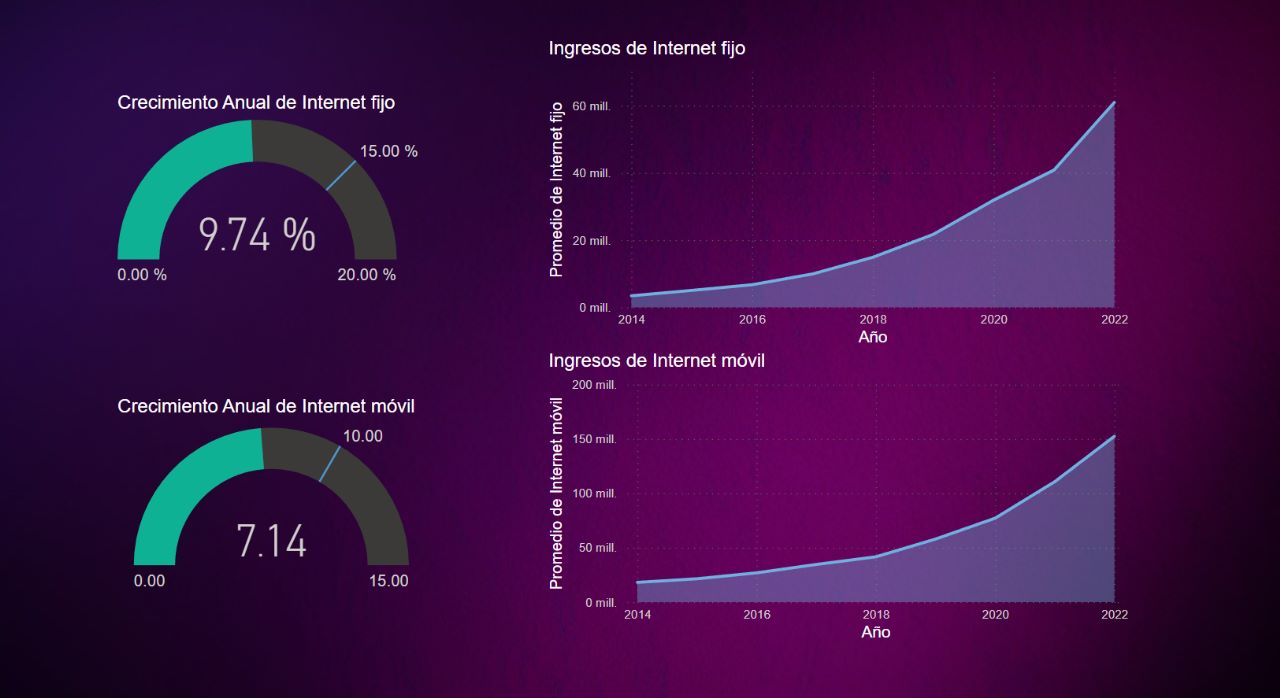 Crecimiento Anual de Internet fijo
15.00 %
9.74 %
0.00 %
20.00 %
Ingresos de Internet fijo
Promedio de Internet fijo
60 mill.
40 mill.
20 mill.
0 mill.
2014
2016
2018
2020
2022
Año
Crecimiento Anual de Internet móvil
10.00
7.14
0.00
15.00
Ingresos de Internet móvil
Promedio de Internet móvil
200 mill.
150 mill.
100 mill.
50 mill.
0 mill.
2014
2016
2018
2020
2022
Año